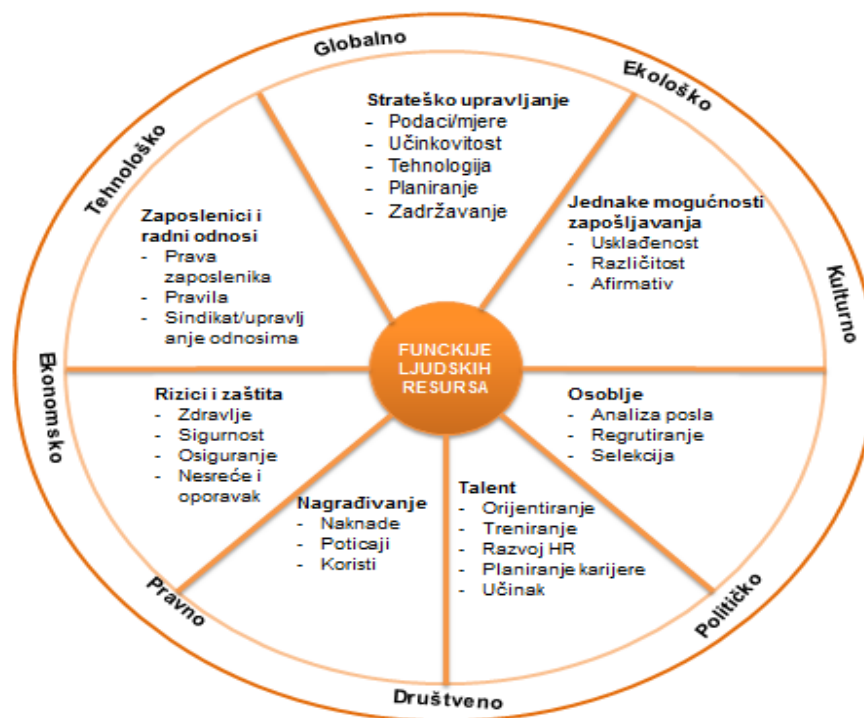 Globalno
Ekološko
Kulturno
Političko
Društveno
Pravno
Ekonomsko
Tehnološko
Strateško upravljanje
- Podaci/mjere
- Učinkovitost
- Tehnologija
- Planiranje
- Zadržavanje
Jednake mogućnosti
zapošljavanja
- Usklađenost
- Različitost
- Afirmativ
Osoblje
- Analiza posla
- Regrutiranje
- Selekcija
Talent
- Orijentiranje
- Treniranje
- Razvoj HR
- Planiranje karijere
- Učinak
Nagrađivanje
- Naknade
- Poticaji
- Koristi
Rizici i zaštita
- Zdravlje
- Sigurnost
- Osiguranje
- Nesreće i
oporavak
Zaposlenici i
radni odnosi
- Prava
zaposlenika
- Pravila
- Sindikat/upravlj
anje odnosima
FUNCKIJE
LJUDSKIH
RESURSA